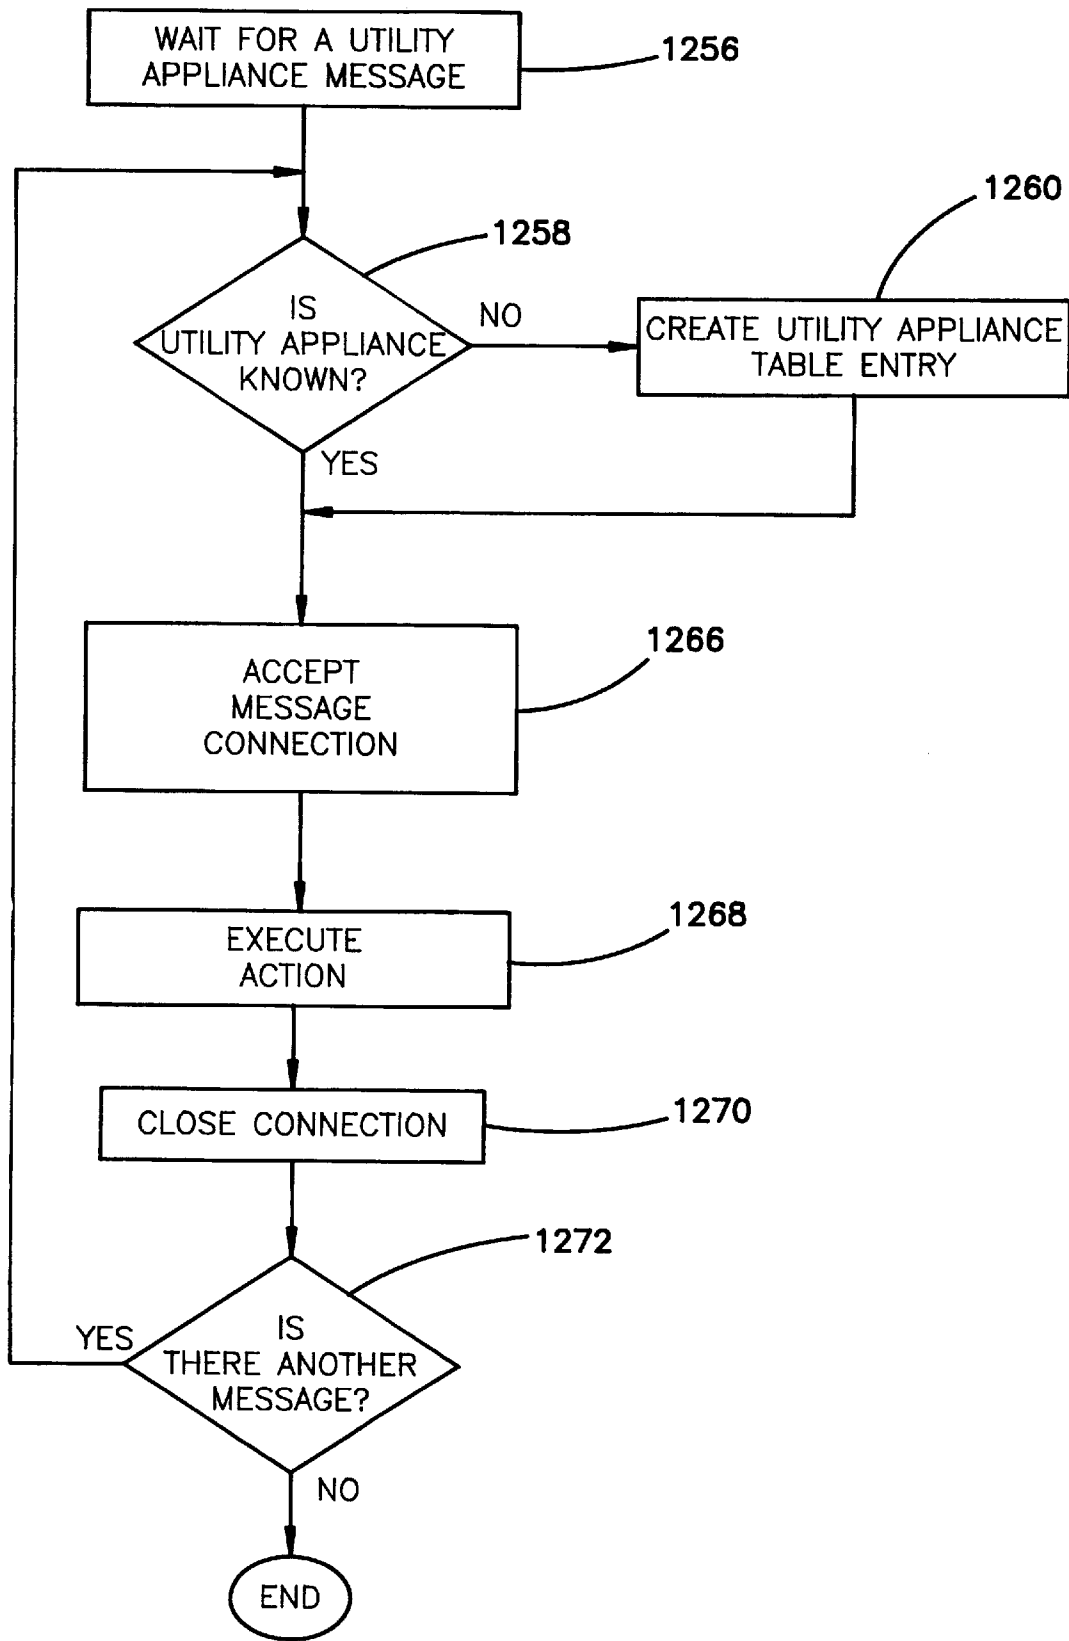 WAIT FOR A UTILITY
APPLIANCE MESSAGE
1256
1260
1258
IS
UTILITY APPLIANCE
KNOWN?
NO
CREATE UTILITY APPLIANCE
TABLE ENTRY
YES
1266
ACCEPT
MESSAGE
CONNECTION
1268
EXECUTE
ACTION
1270
CLOSE CONNECTION
1272
YES
IS
THERE ANOTHER
MESSAGE?
NO
END